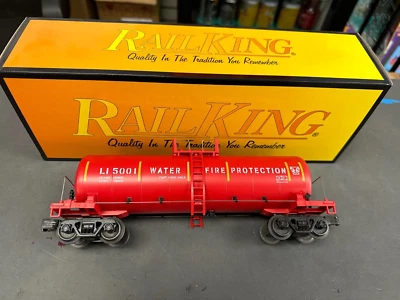 RAILKING®
Quality In The Tradition You Remember
RAILKING®
Quality In The Tradition You Remember
LI 5001 WATER FIRE PROTECTION